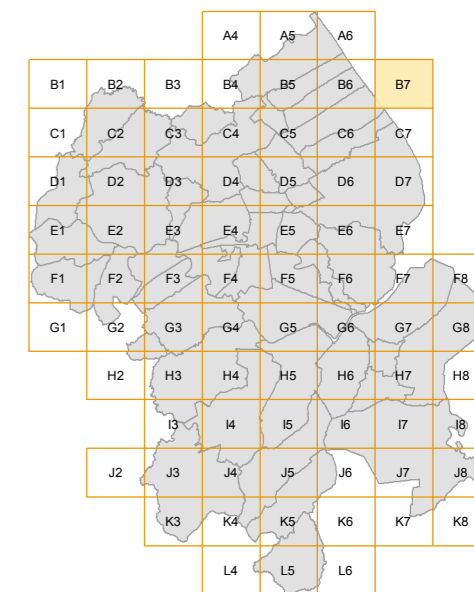 A4 A5 A6
B1 B2 B3 B4 B5 B6 B7
C1 C2 C3 C4 C5 C6 C7
D1 D2 D3 D4 D5 D6 D7
E1 E2 E3 E4 E5 E6 E7
F1 F2 F3 F4 F5 F6 F7 F8
G1 G2 G3 G4 G5 G6 G7 G8
H2 H3 H4 H5 H6 H7 H8
I3 I4 I5 I6 I7 I8
J2 J3 J4 J5 J6 J7 J8
K3 K4 K5 K6 K7 K8
L4 L5 L6